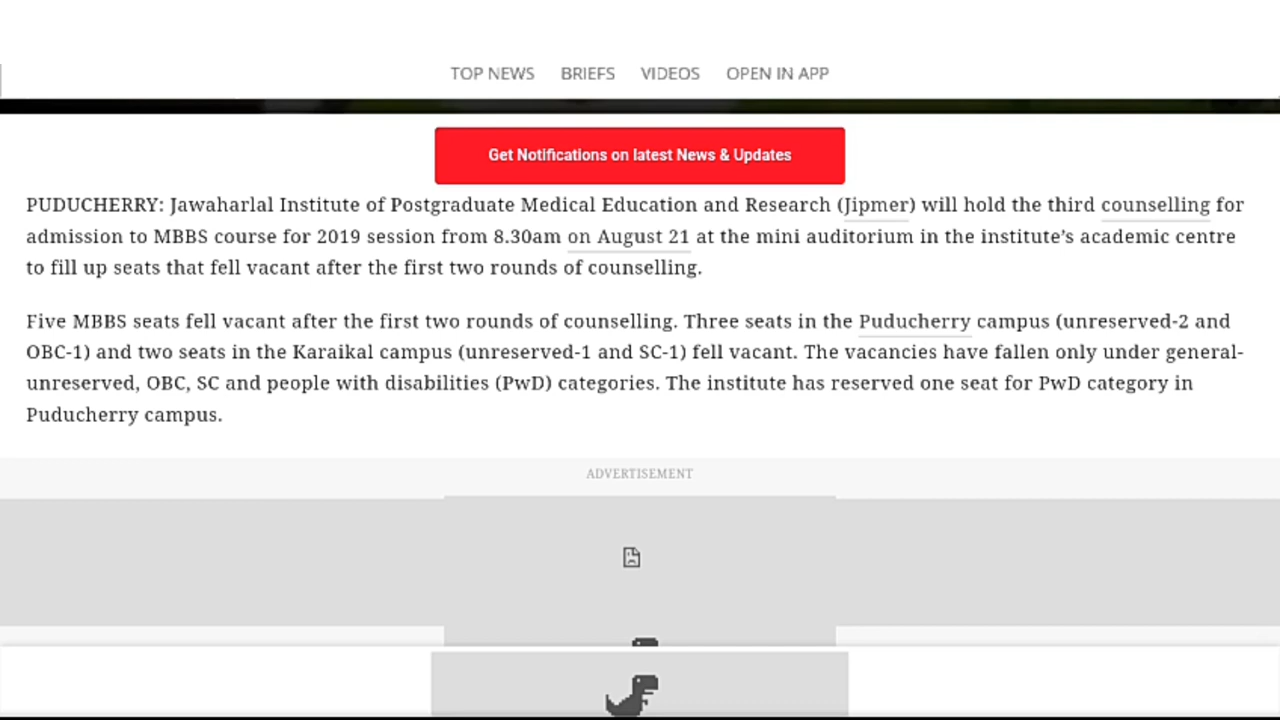 TOP NEWS BRIEFS VIDEOS OPEN IN APP
Get Notifications on latest News & Updates
PUDUCHERRY: Jawaharlal Institute of Postgraduate Medical Education and Research (Jipmer) will hold the third counselling for
admission to MBBS course for 2019 session from 8.30am on August 21 at the mini auditorium in the institute’s academic centre
to fill up seats that fell vacant after the first two rounds of counselling.
Five MBBS seats fell vacant after the first two rounds of counselling. Three seats in the Puducherry campus (unreserved-2 and
OBC-1) and two seats in the Karaikal campus (unreserved-1 and SC-1) fell vacant. The vacancies have fallen only under general-
unreserved, OBC, SC and people with disabilities (PwD) categories. The institute has reserved one seat for PwD category in
Puducherry campus.
ADVERTISEMENT